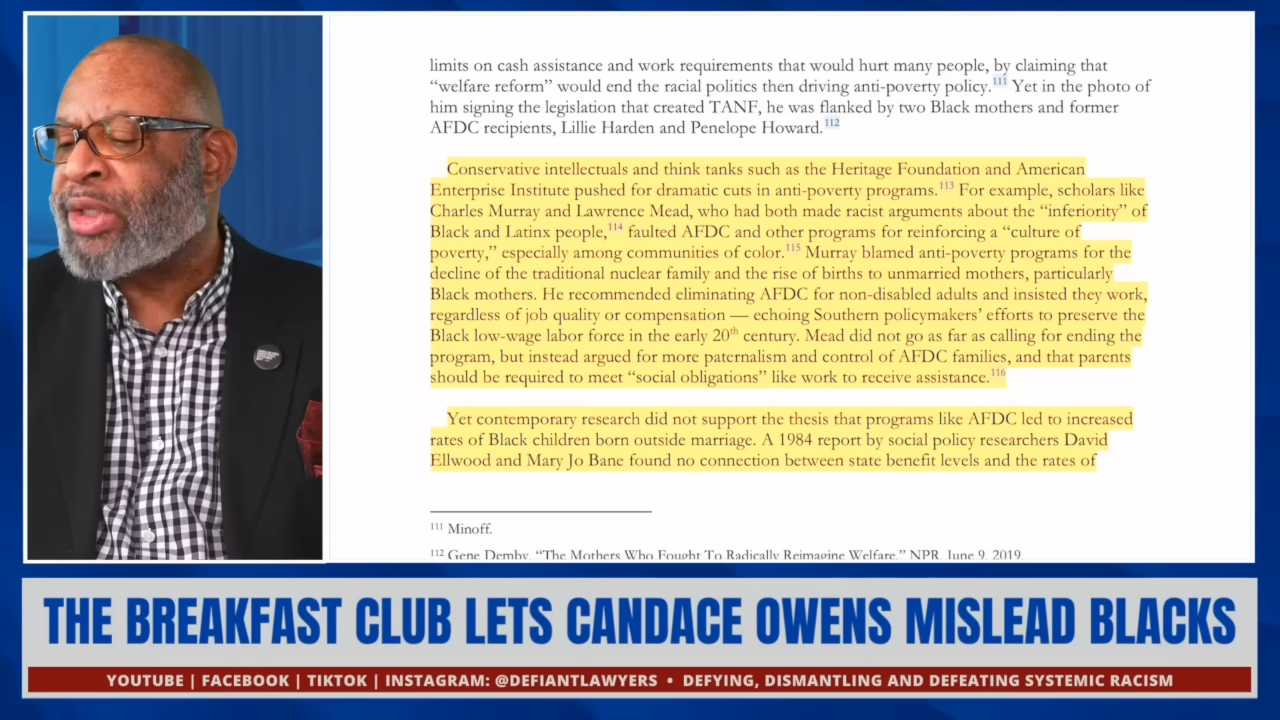 limits on cash assistance and work requirements that would hurt many people, by claiming that
“welfare reform” would end the racial politics then driving anti-poverty policy.111 Yet in the photo of
him signing the legislation that created TANF, he was flanked by two Black mothers and former
AFDC recipients, Lillie Harden and Penelope Howard.112
Conservative intellectuals and think tanks such as the Heritage Foundation and American
Enterprise Institute pushed for dramatic cuts in anti-poverty programs.113 For example, scholars like
Charles Murray and Lawrence Mead, who had both made racist arguments about the “inferiority” of
Black and Latinx people,114 faulted AFDC and other programs for reinforcing a “culture of
poverty,” especially among communities of color.115 Murray blamed anti-poverty programs for the
decline of the traditional nuclear family and the rise of births to unmarried mothers, particularly
Black mothers. He recommended eliminating AFDC for non-disabled adults and insisted they work,
regardless of job quality or compensation — echoing Southern policymakers’ efforts to preserve the
Black low-wage labor force in the early 20th century. Mead did not go as far as calling for ending the
program, but instead argued for more paternalism and control of AFDC families, and that parents
should be required to meet “social obligations” like work to receive assistance.116
Yet contemporary research did not support the thesis that programs like AFDC led to increased
rates of Black children born outside marriage. A 1984 report by social policy researchers David
Ellwood and Mary Jo Bane found no connection between state benefit levels and the rates of
111 Minoff.
112 Gene Demby, “The Mothers Who Fought To Radically Reimagine Welfare,” NPR, June 9, 2019.
THE BREAKFAST CLUB LETS CANDACE OWENS MISLEAD BLACKS
YOUTUBE | FACEBOOK | TIKTOK | INSTAGRAM: @DEFIANTLAWYERS • DEFYING, DISMANTLING AND DEFEATING SYSTEMIC RACISM